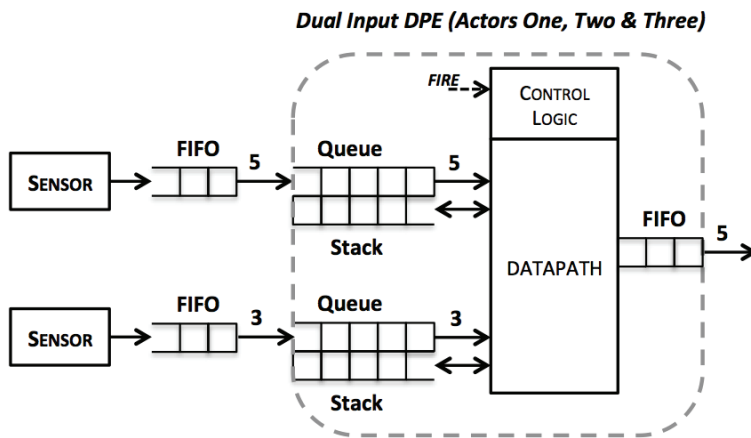 Dual Input DPE (Actors One, Two & Three)
FIRE
CONTROL
LOGIC
FIFO
5
Queue
5
SENSOR
Stack
DATAPATH
FIFO
5
FIFO
3
Queue
3
SENSOR
Stack